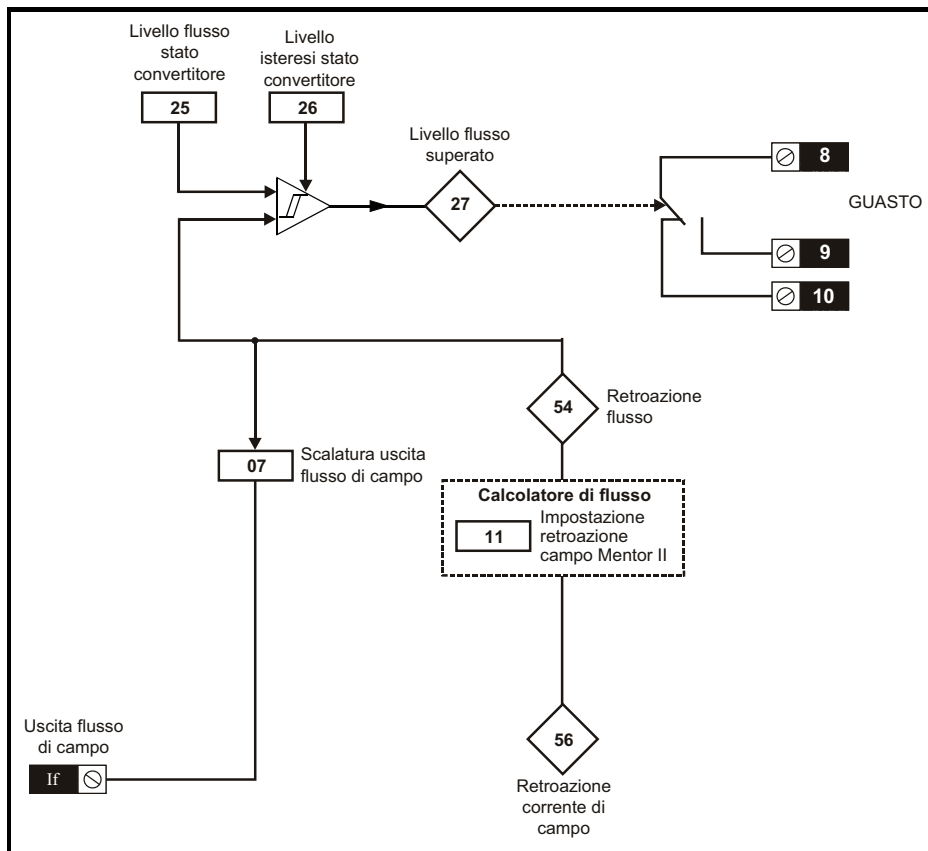 Livello flusso
stato
convertitore
25
Livello
isteresi stato
convertitore
26
Livello flusso
superato
27
8
GUASTO
9
10
54
Retroazione
flusso
07
Scalatura uscita
flusso di campo
Calcolatore di flusso
11
Impostazione
retroazione
campo Mentor II
Uscita flusso
di campo
If
56
Retroazione
corrente di
campo